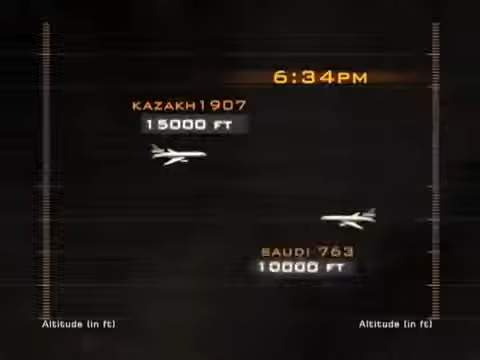 6:34PM
KAZAKH1907
15000 FT
SAUDI 763
10000 FT
Altitude (in ft)
Altitude (in ft)